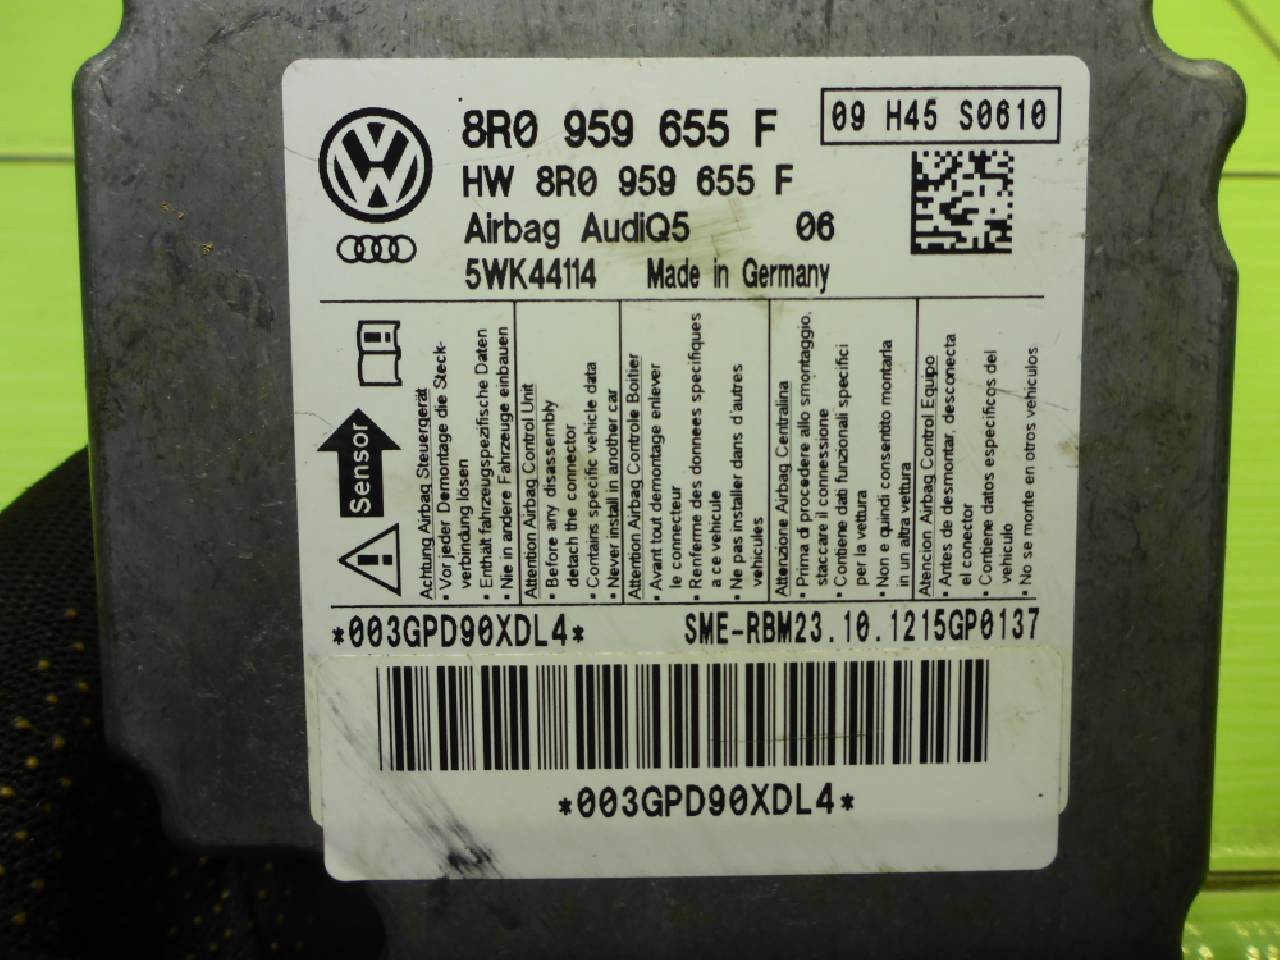 8R0 959 655 F
09 H45 S0610
HW 8R0 959 655 F
Airbag AudiQ5 06
5WK44114 Made in Germany
Sensor
Achtung Airbag Steuergerät
• Vor jeder Demontage die Steck-
verbindung lösen
• Enthält fahrzeugspezifische Daten
• Nie in andere Fahrzeuge einbauen
Attention Airbag Control Unit
• Before any disassembly
detach the connector
• Contains specific vehicle data
• Never install in another car
Attention Airbag Controle Boitier
• Avant tout demontage enlever
le connecteur
• Renferme des donnees specifiques
a ce vehicule
• Ne pas installer dans d'autres
vehicules
Attenzione Airbag Centralina
• Prima di procedere allo smontaggio,
staccare il connessione
• Contiene dati funzionali specifici
per la vettura
• Non e quindi consentito montarla
in un altra vettura
Atencion Airbag Control Equipo
• Antes de desmontar, desconecta
el conector
• Contiene datos especificos del
vehiculo
• No se monte en otros vehiculos
*003GPD90XDL4*
SME-RBM23.10.1215GP0137
*003GPD90XDL4*